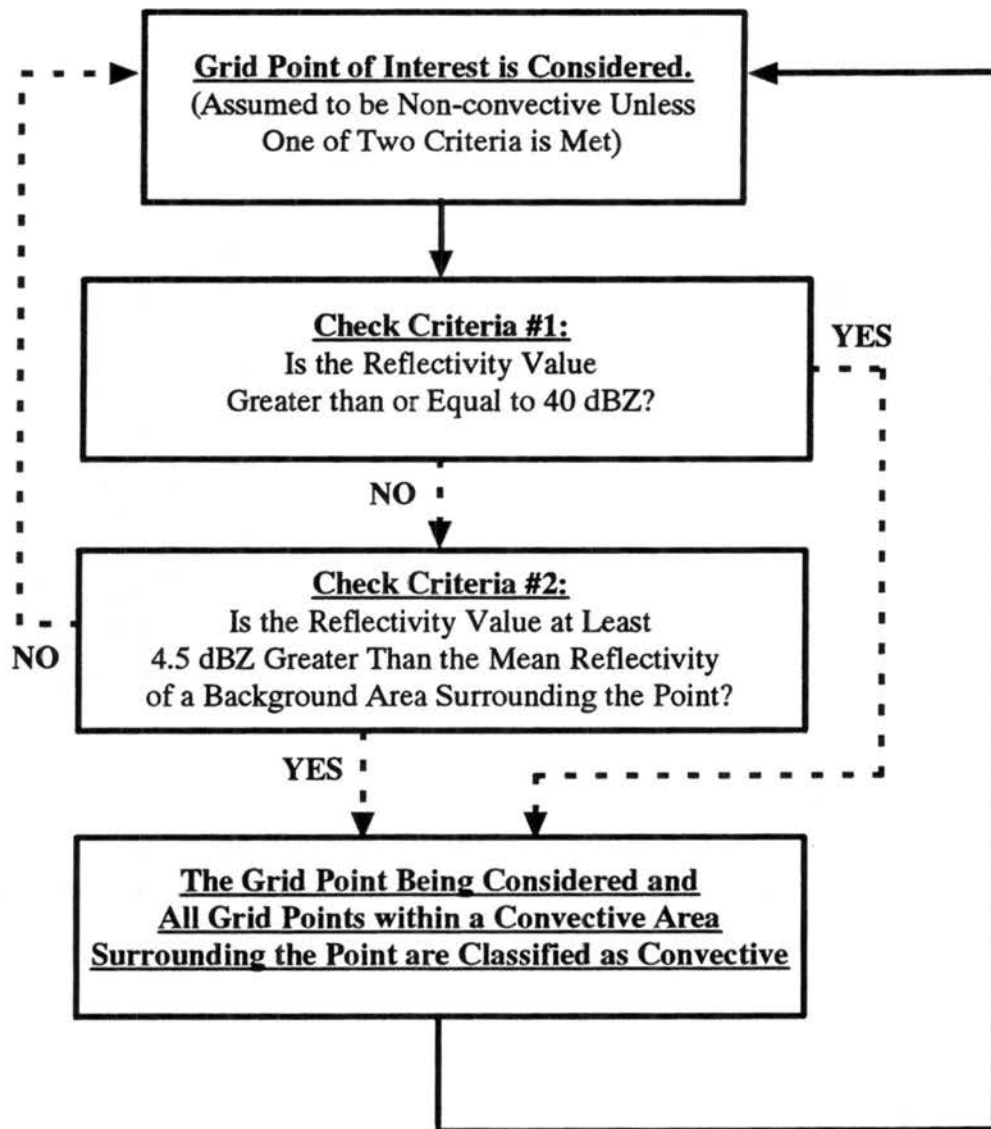 Grid Point of Interest is Considered.
(Assumed to be Non-convective Unless
One of Two Criteria is Met)
Check Criteria #1:
Is the Reflectivity Value
Greater than or Equal to 40 dBZ?
YES
NO
Check Criteria #2:
Is the Reflectivity Value at Least
4.5 dBZ Greater Than the Mean Reflectivity
of a Background Area Surrounding the Point?
NO
YES
The Grid Point Being Considered and
All Grid Points within a Convective Area
Surrounding the Point are Classified as Convective